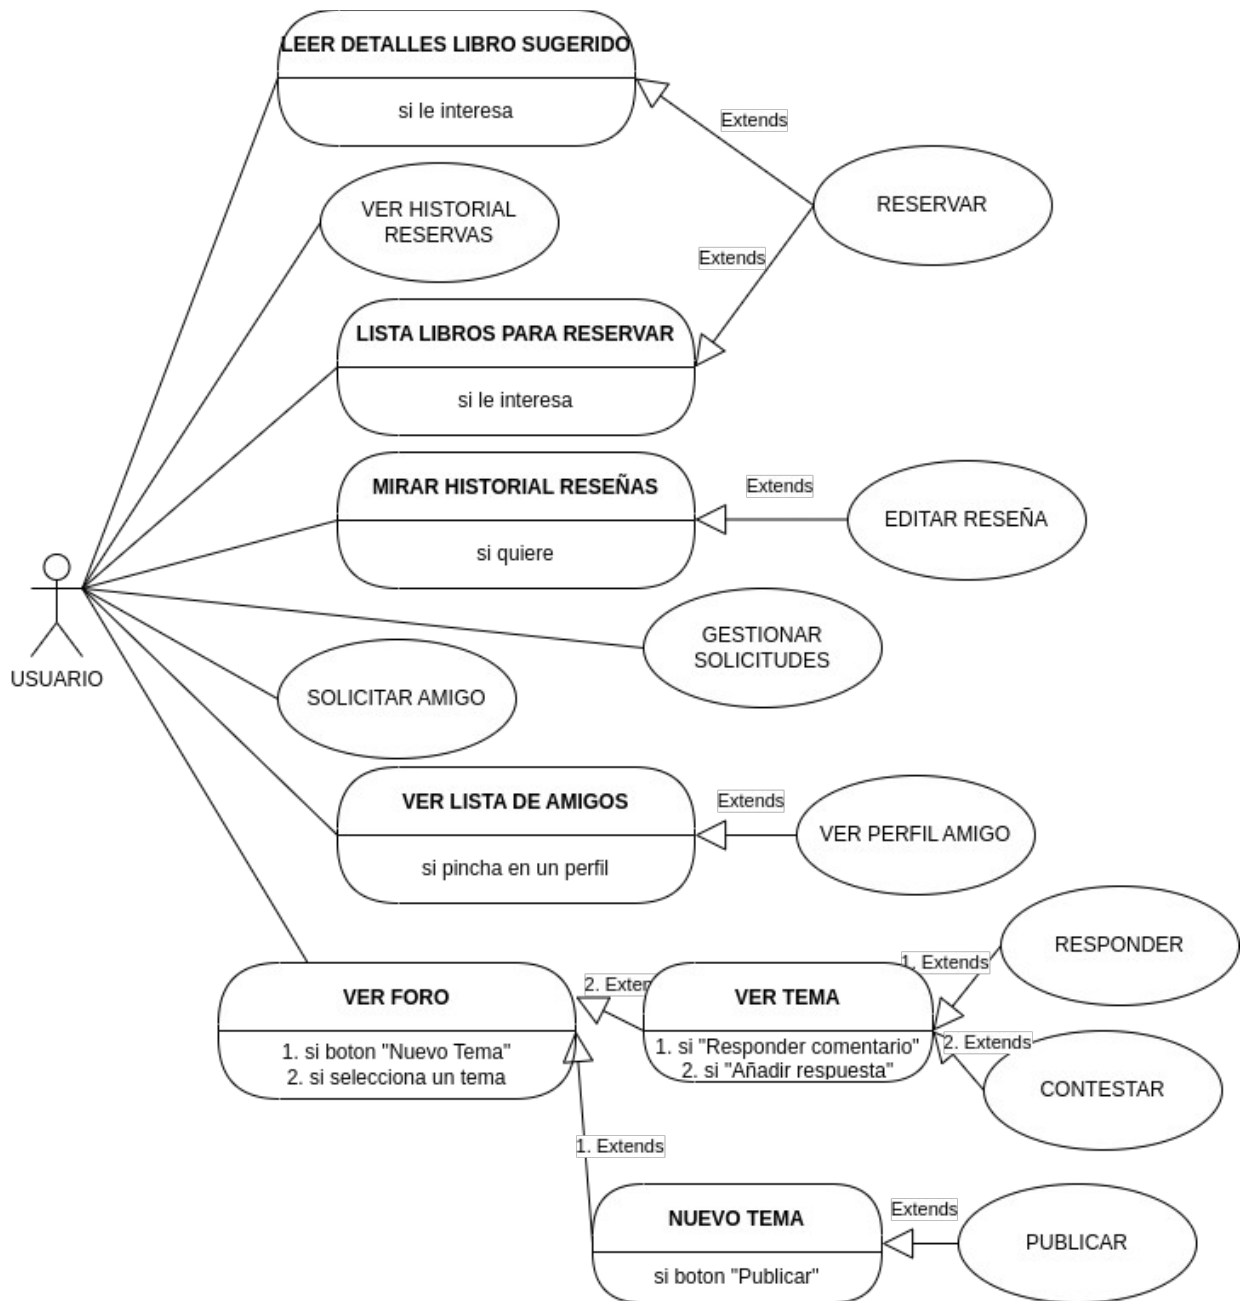 LEER DETALLES LIBRO SUGERIDO
si le interesa
Extends
RESERVAR
VER HISTORIAL
RESERVAS
Extends
LISTA LIBROS PARA RESERVAR
si le interesa
MIRAR HISTORIAL RESEÑAS
si quiere
Extends
EDITAR RESEÑA
USUARIO
GESTIONAR
SOLICITUDES
SOLICITAR AMIGO
VER LISTA DE AMIGOS
si pincha en un perfil
Extends
VER PERFIL AMIGO
VER FORO
1. si boton "Nuevo Tema"
2. si selecciona un tema
2. Exten
VER TEMA
1. si "Responder comentario"
2. si "Añadir respuesta"
1. Extends
RESPONDER
2. Extends
CONTESTAR
1. Extends
NUEVO TEMA
si boton "Publicar"
Extends
PUBLICAR